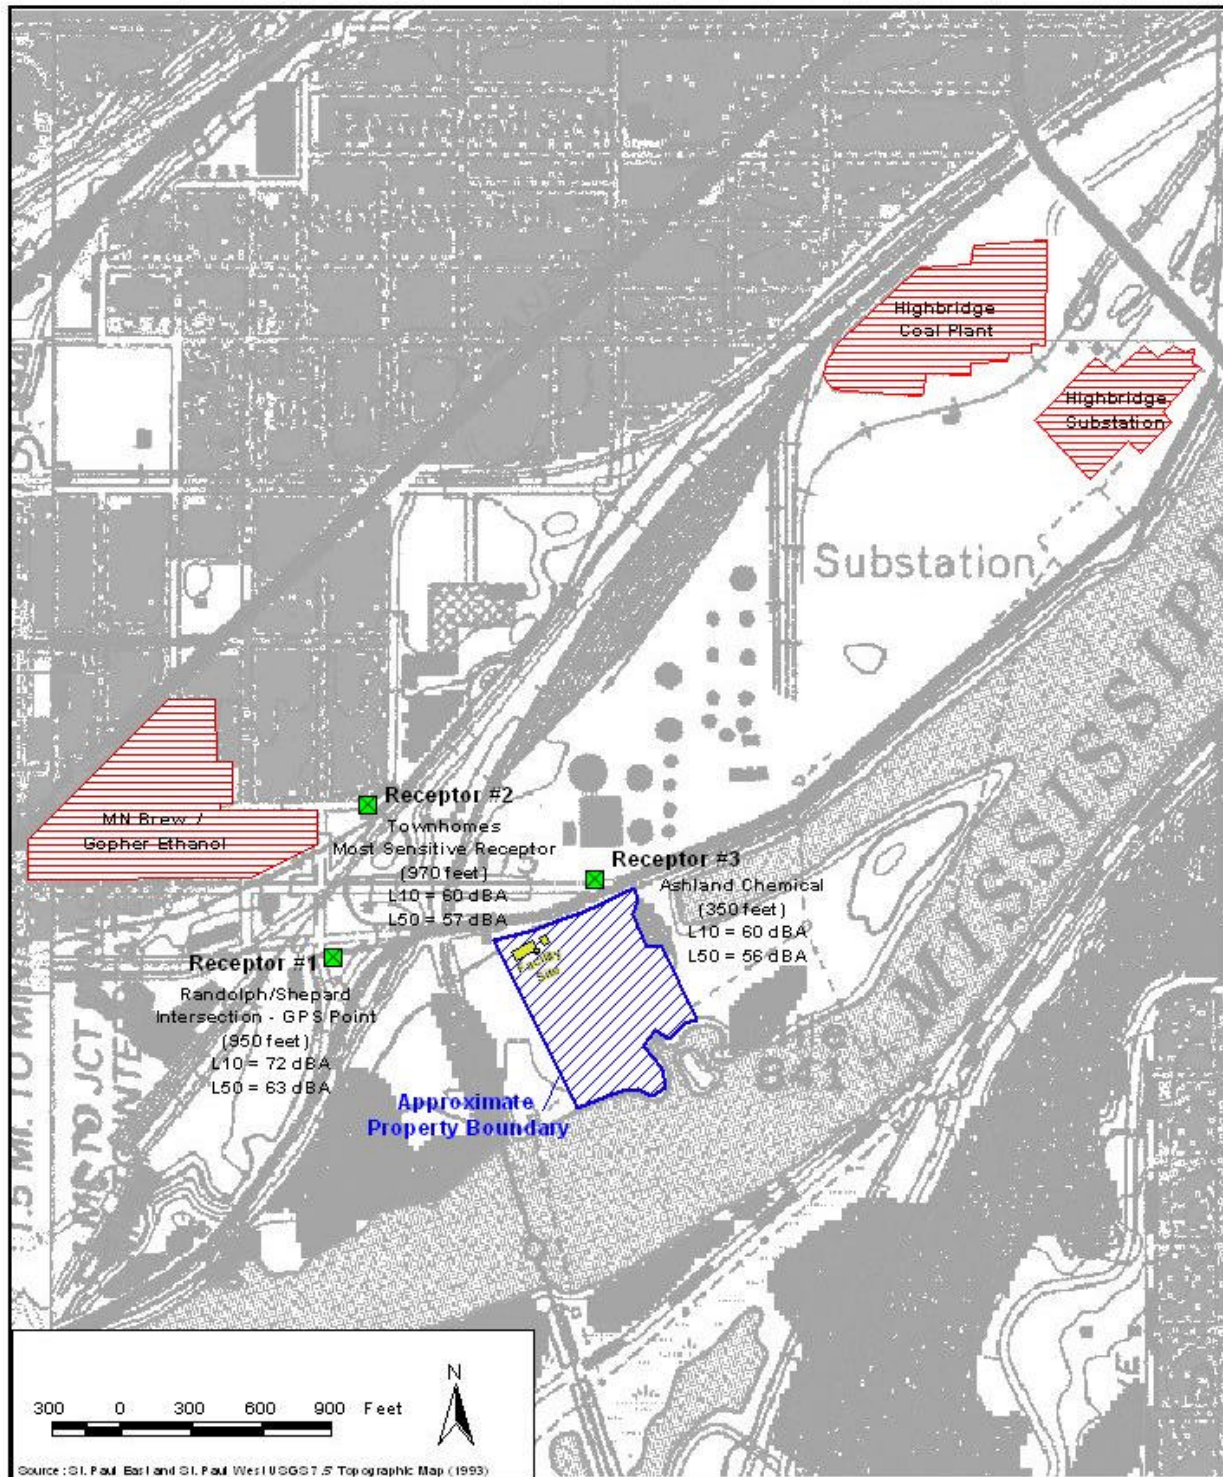 Highbridge
Coal Plant
Highbridge
Substation
Substation
MISSISSIP
MN Brew /
Gopher Ethanol
Receptor #2
Townhomes
Most Sensitive Receptor
(970 feet)
L10 = 60 dBA
L50 = 57 dBA
Receptor #3
Ashland Chemical
(350 feet)
L10 = 60 dBA
L50 = 56 dBA
Facility
Site
Receptor #1
Randolph/Shepard
Intersection - GPS Point
(950 feet)
L10 = 72 dBA
L50 = 63 dBA
Approximate
Property Boundary
N
300 0 300 600 900 Feet
Source : St. Paul East and St. Paul West USGS 7.5' Topographic Map (1993)